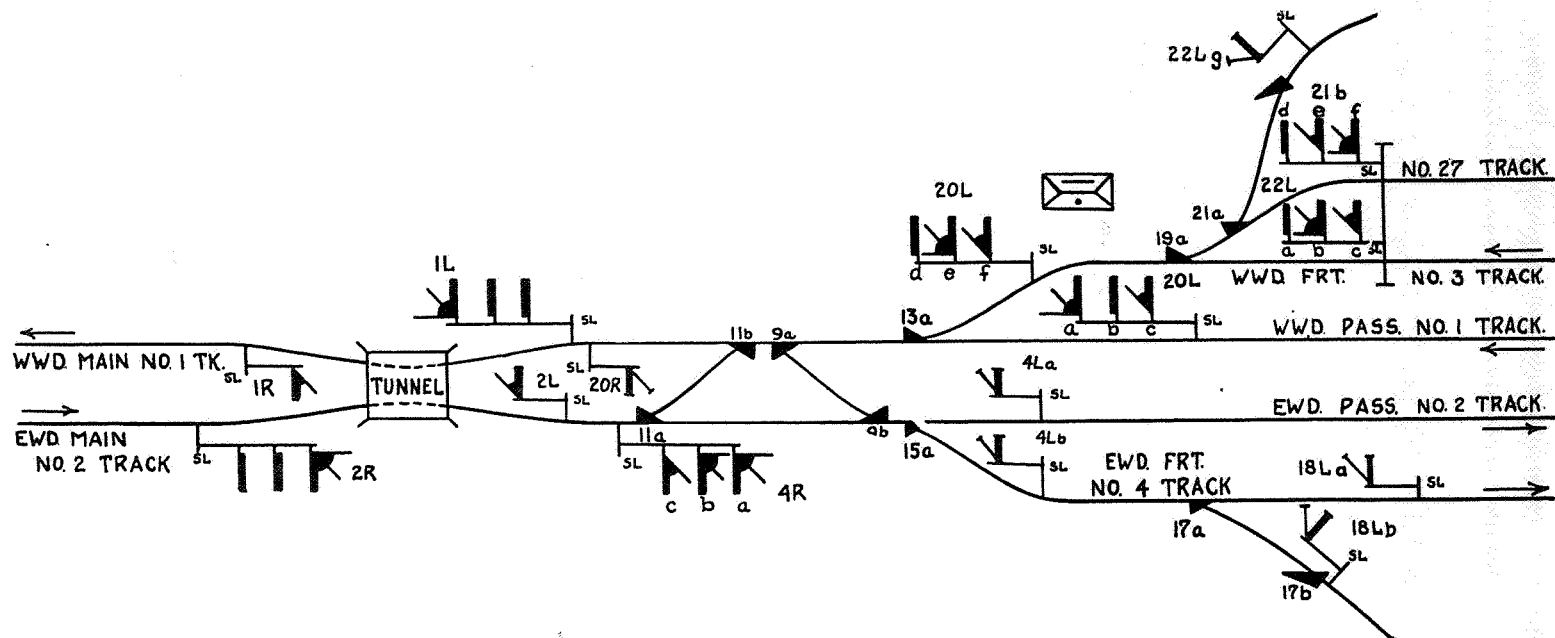 SL
22L g
21b
d e f
SL
NO. 27 TRACK.
20L
22L
21a
19a
d e f
SL
a b c
SL
WWD. FRT. NO. 3 TRACK.
1L
20L
a b c
SL
13a
11b 9a
SL
WWD. PASS. NO. 1 TRACK.
WWD. MAIN NO. 1 TK.
SL
1R
TUNNEL
2L
SL
SL
20R
4La
SL
EWD. PASS. NO. 2 TRACK.
EWD. MAIN
NO. 2 TRACK
SL
2R
11a
9b
15a
SL
c b a
4R
4Lb
SL
EWD. FRT.
NO. 4 TRACK
18La
SL
17a
18Lb
SL
17b